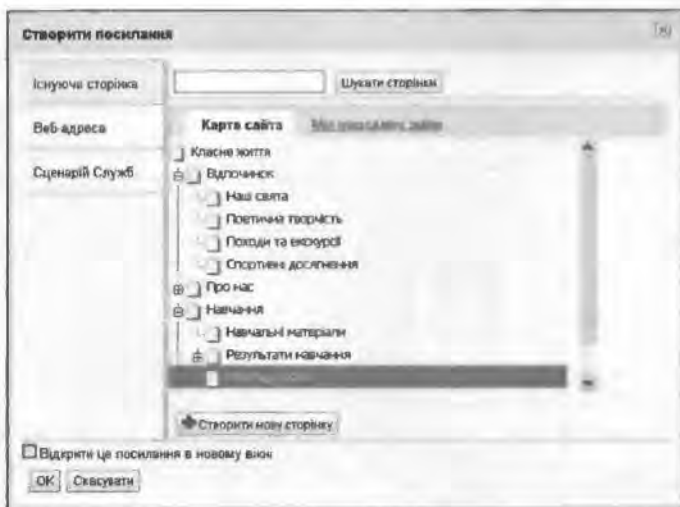 Створити посилання
Існуюча сторінка
Шукати сторінки
Веб-адреса
Карта сайта
Сценарій Служб
Класне життя
Відпочинок
Наші свята
Поетична творчість
Походи та екскурсії
Спортивні досягнення
Про нас
Навчання
Навчальні матеріали
Результати навчання
Створити нову сторінку
Відкрити це посилання в новому вікні
OK
Скасувати